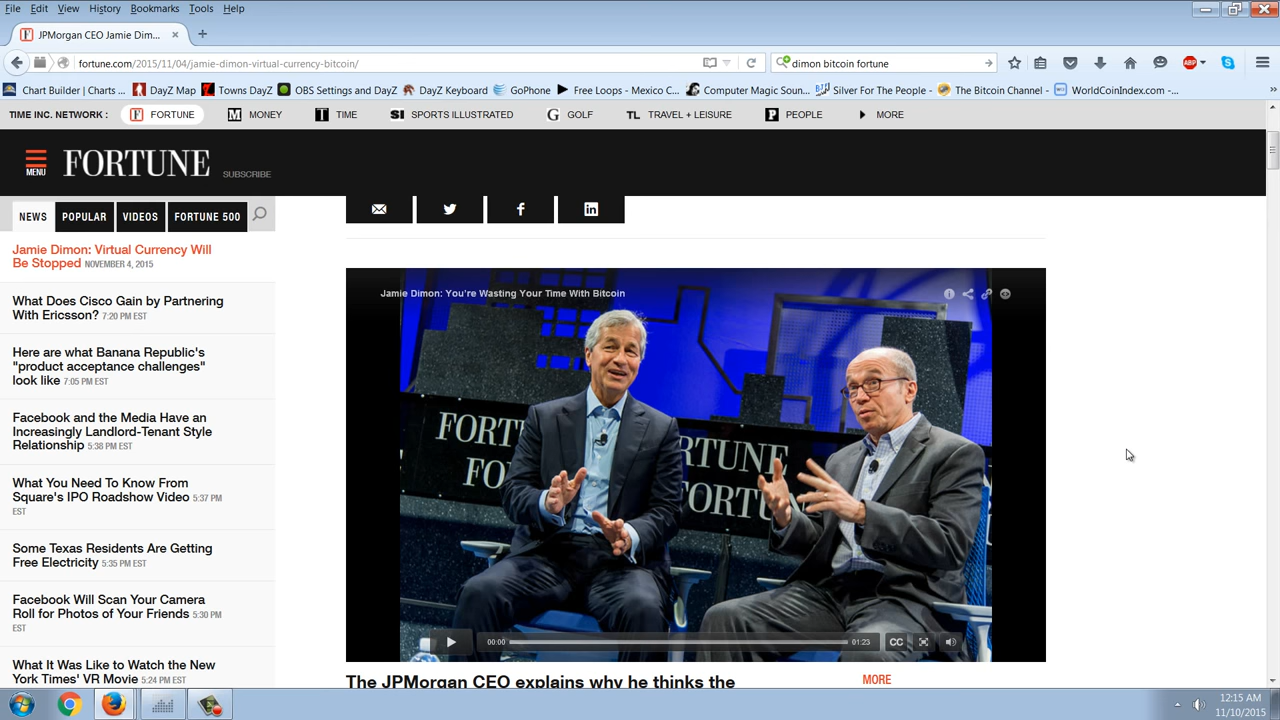 File Edit View History Bookmarks Tools Help
JPMorgan CEO Jamie Dim...
fortune.com/2015/11/04/jamie-dimon-virtual-currency-bitcoin/
dimon bitcoin fortune
ABP
Chart Builder | Charts ...
DayZ Map
Towns DayZ
OBS Settings and DayZ
DayZ Keyboard
GoPhone
Free Loops - Mexico C...
Computer Magic Soun...
Silver For The People -
The Bitcoin Channel -
WorldCoinIndex.com -...
TIME INC. NETWORK : F FORTUNE M MONEY T TIME SI SPORTS ILLUSTRATED G GOLF TL TRAVEL + LEISURE P PEOPLE MORE
MENU FORTUNE SUBSCRIBE
NEWS POPULAR VIDEOS FORTUNE 500
Jamie Dimon: Virtual Currency Will
Be Stopped NOVEMBER 4, 2015
What Does Cisco Gain by Partnering
With Ericsson? 7:20 PM EST
Here are what Banana Republic's
"product acceptance challenges"
look like 7:05 PM EST
Facebook and the Media Have an
Increasingly Landlord-Tenant Style
Relationship 5:38 PM EST
What You Need To Know From
Square's IPO Roadshow Video 5:37 PM
EST
Some Texas Residents Are Getting
Free Electricity 5:35 PM EST
Facebook Will Scan Your Camera
Roll for Photos of Your Friends 5:30 PM
EST
What It Was Like to Watch the New
York Times' VR Movie 5:24 PM EST
Jamie Dimon: You're Wasting Your Time With Bitcoin
FORT
FO
RTUNE
FORTU
00:00 01:23 CC
The JPMorgan CEO explains why he thinks the
MORE
12:15 AM
11/10/2015